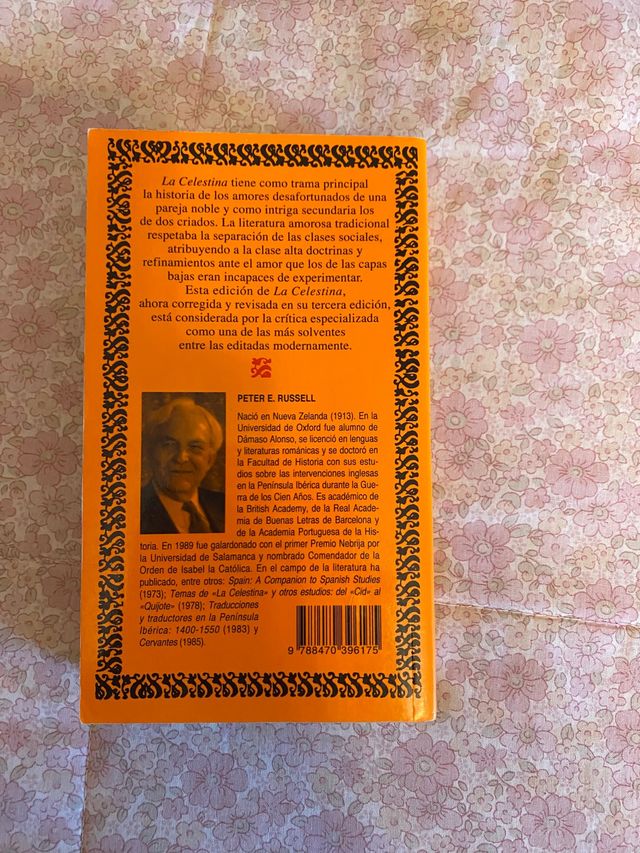 La Celestina tiene como trama principal
la historia de los amores desafortunados de una
pareja noble y como intriga secundaria los
de dos criados. La literatura amorosa tradicional
respetaba la separación de las clases sociales,
atribuyendo a la clase alta doctrinas y
refinamientos ante el amor que los de las capas
bajas eran incapaces de experimentar.
Esta edición de La Celestina,
ahora corregida y revisada en su tercera edición,
está considerada por la crítica especializada
como una de las más solventes
entre las editadas modernamente.
PETER E. RUSSELL
Nació en Nueva Zelanda (1913). En la
Universidad de Oxford fue alumno de
Dámaso Alonso, se licenció en lenguas
y literaturas románicas y se doctoró en
la Facultad de Historia con sus estu-
dios sobre las intervenciones inglesas
en la Península Ibérica durante la Gue-
rra de los Cien Años. Es académico de
la British Academy, de la Real Acade-
mia de Buenas Letras de Barcelona y
de la Academia Portuguesa de la His-
toria. En 1989 fue galardonado con el primer Premio Nebrija por
la Universidad de Salamanca y nombrado Comendador de la
Orden de Isabel la Católica. En el campo de la literatura ha
publicado, entre otros: Spain: A Companion to Spanish Studies
(1973); Temas de «La Celestina» y otros estudios: del «Cid» al
«Quijote» (1978); Traducciones
y traductores en la Península
Ibérica: 1400-1550 (1983) y
Cervantes (1985).
9 788470 396175